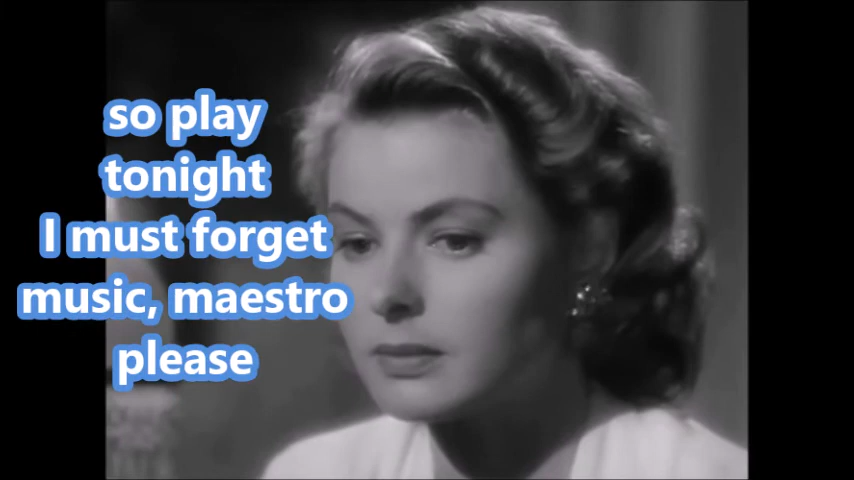 so play
tonight
I must forget
music, maestro
please